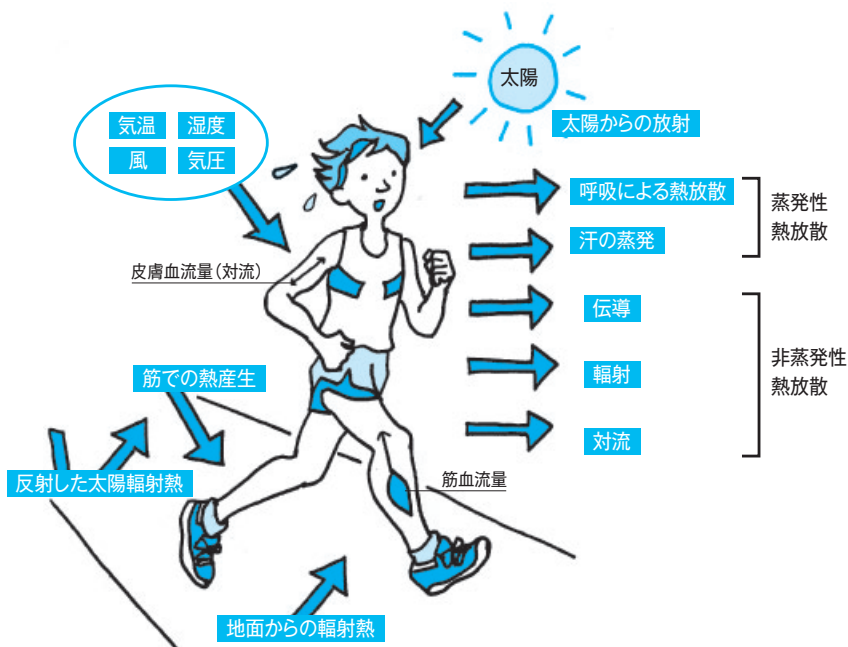 太陽
太陽からの放射
気温 湿度
風 気圧
呼吸による熱放散
汗の蒸発
蒸発性
熱放散
皮膚血流量（対流）
伝導
輻射
対流
非蒸発性
熱放散
筋での熱産生
反射した太陽輻射熱
筋血流量
地面からの輻射熱